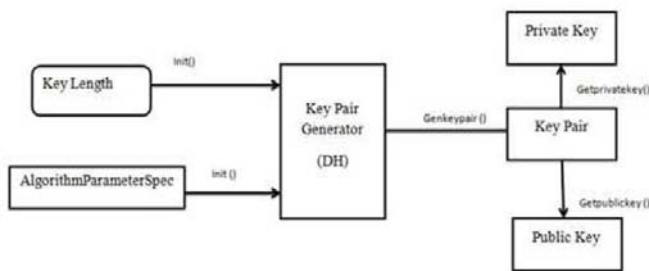 Private Key
Init()
Key Length
Getprivatekey()
Key Pair
Generator
(DH)
Genkeypair ()
Key Pair
Init ()
AlgorithmParameterSpec
Getpublickey()
Public Key